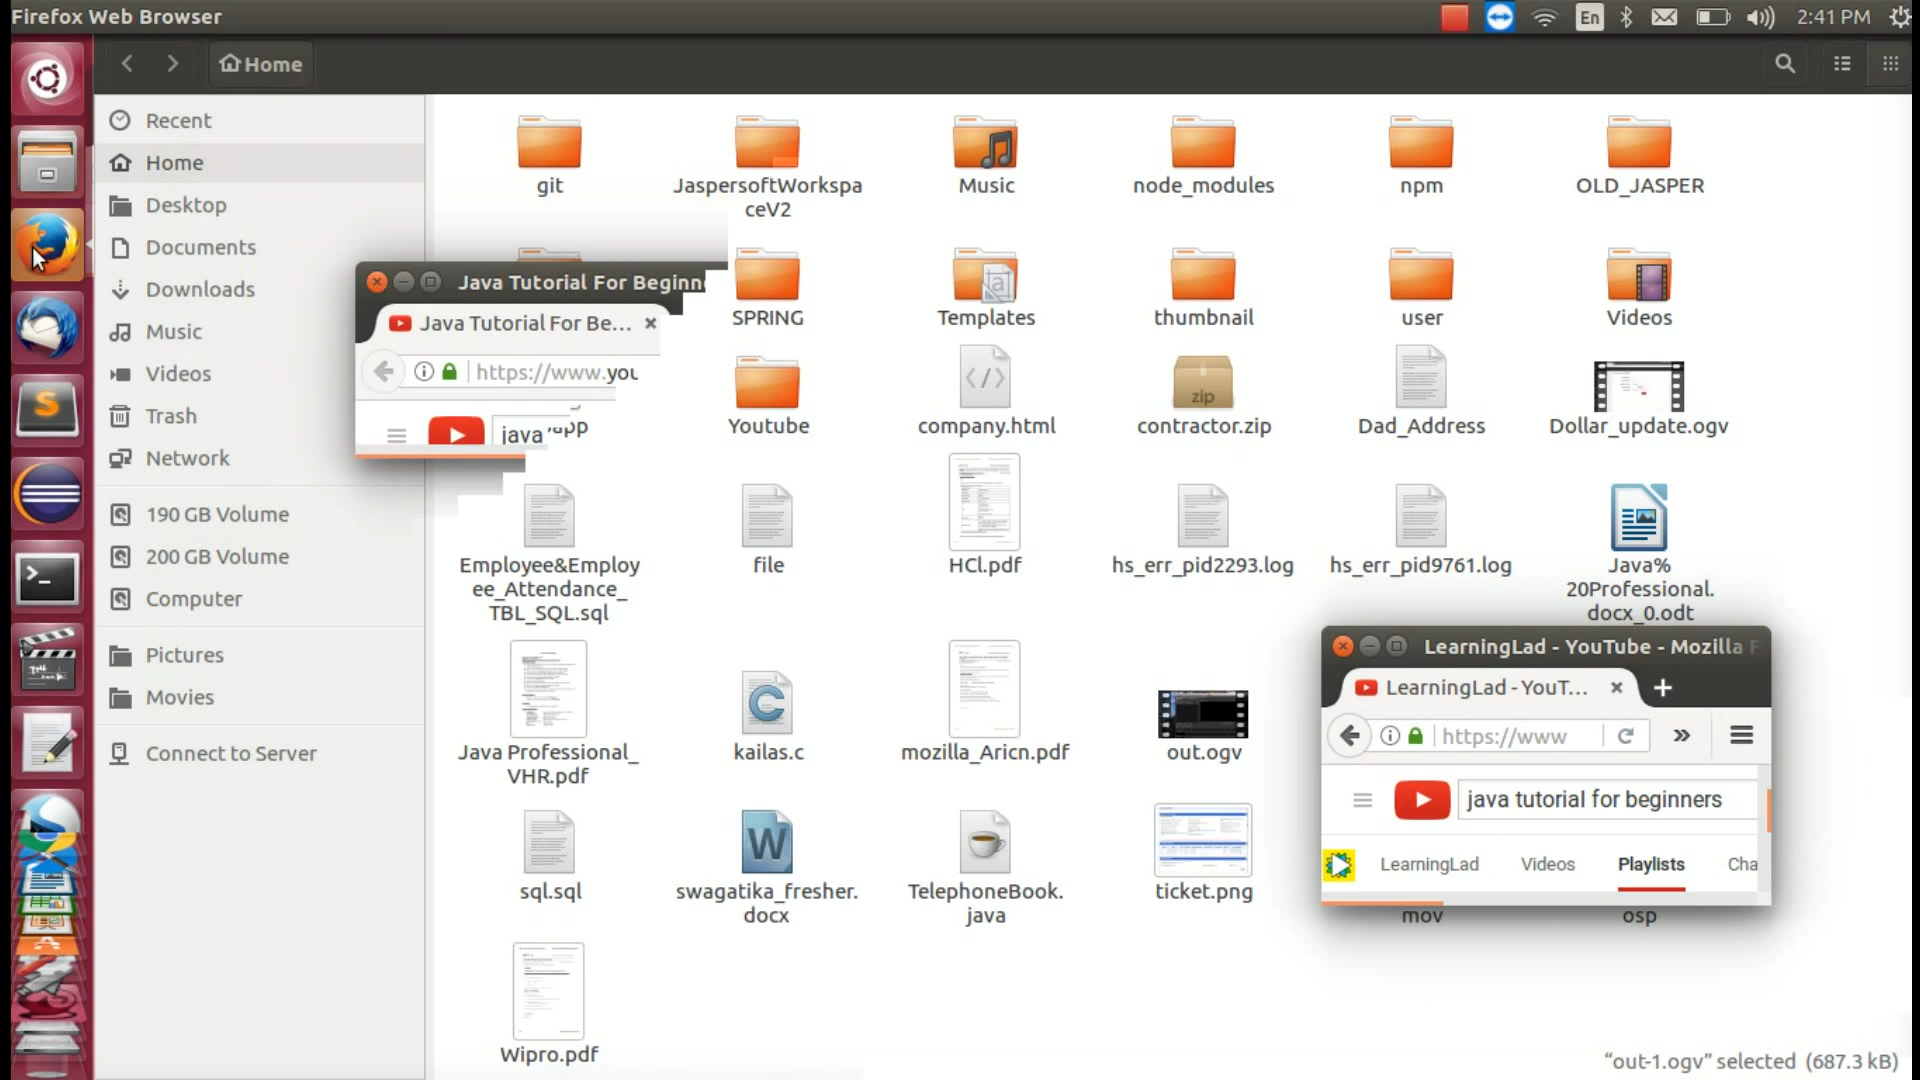 Firefox Web Browser
En
2:41 PM
Home
Recent
Home
Desktop
Documents
Downloads
Music
Videos
Trash
Network
190 GB Volume
200 GB Volume
Computer
Pictures
Movies
Connect to Server
git
JaspersoftWorkspa
ceV2
Music
node_modules
npm
OLD_JASPER
SPRING
Templates
thumbnail
user
Videos
Java Tutorial For Beginn
Java Tutorial For Be...
https://www.you
java
Youtube
company.html
zip
contractor.zip
Dad_Address
Dollar_update.ogv
Employee&Employ
ee_Attendance_
TBL_SQL.sql
file
HCl.pdf
hs_err_pid2293.log
hs_err_pid9761.log
Java%
20Professional.
docx_0.odt
Java Professional_
VHR.pdf
kailas.c
mozilla_Aricn.pdf
out.ogv
LearningLad - YouTube - Mozilla F
LearningLad - YouT...
https://www
java tutorial for beginners
LearningLad
Videos
Playlists
Cha
sql.sql
swagatika_fresher.
docx
TelephoneBook.
java
ticket.png
mov
osp
Wipro.pdf
“out-1.ogv” selected (687.3 kB)